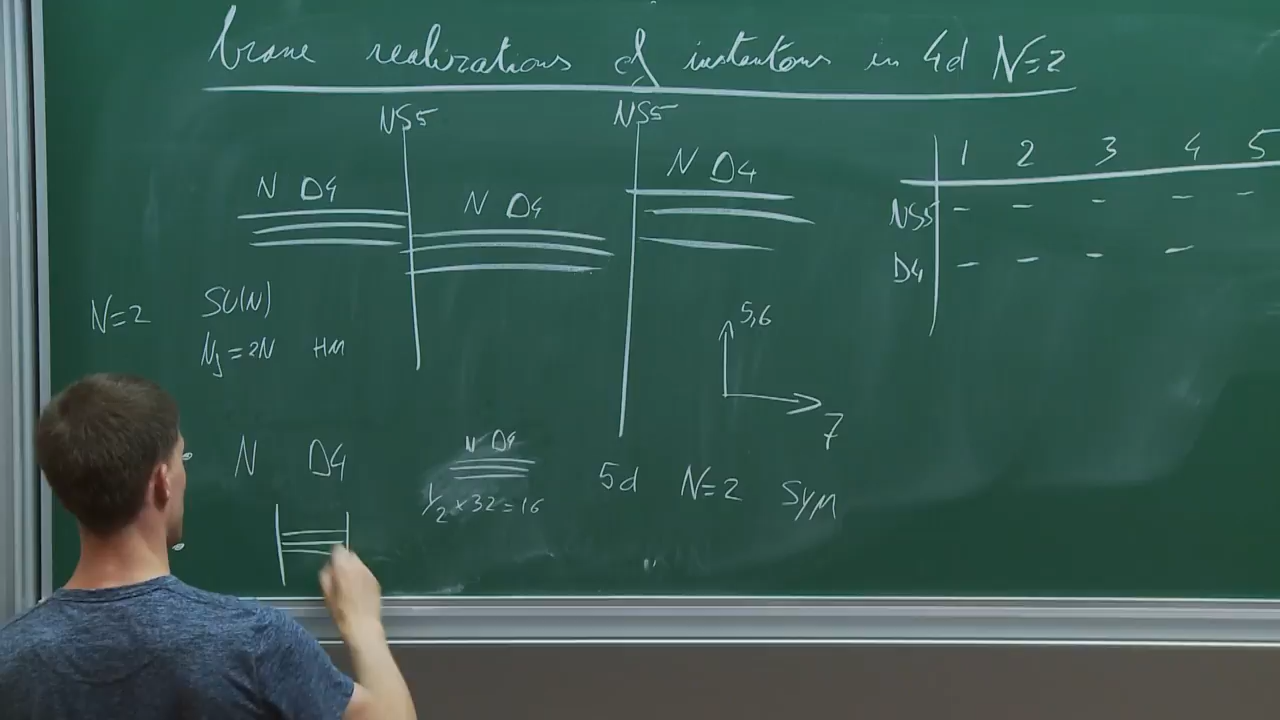 brane realizations of instantons in 4d N=2
NS5 NS5
N D4 N D4 N D4
1 2 3 4 5
NS5 - - - - -
D4 - - - -
N=2 SU(N)
Nf = 2N HM
5,6
7
N D4
N D4
1/2 × 32 = 16
5d N=2 SYM